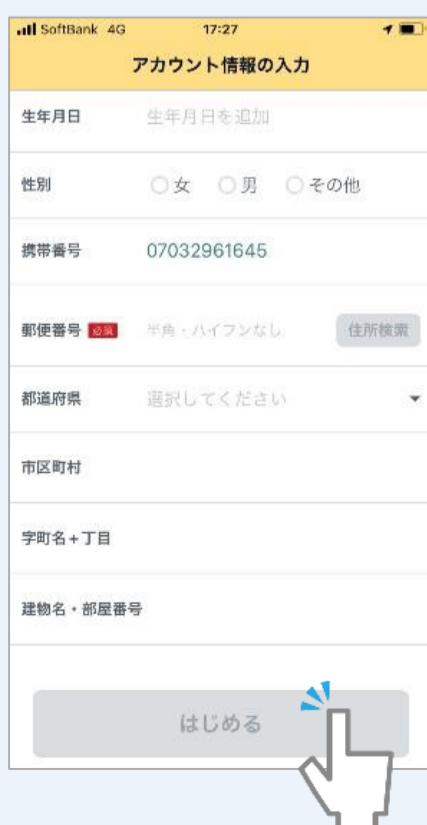 SoftBank 4G 17:27
アカウント情報の入力
生年月日 生年月日を追加
性別 女 男 その他
携帯番号 07032961645
郵便番号 必須 半角・ハイフンなし 住所検索
都道府県 選択してください
市区町村
字町名+丁目
建物名・部屋番号
はじめる